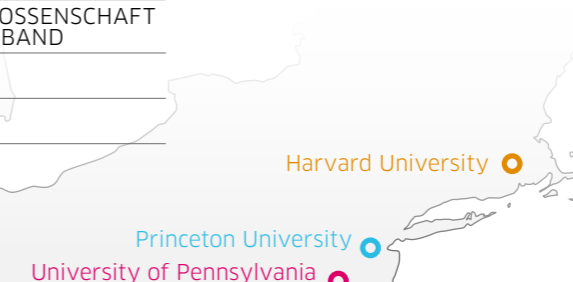 OSSENSCHAFT
BAND
Harvard University
Princeton University
University of Pennsylvania